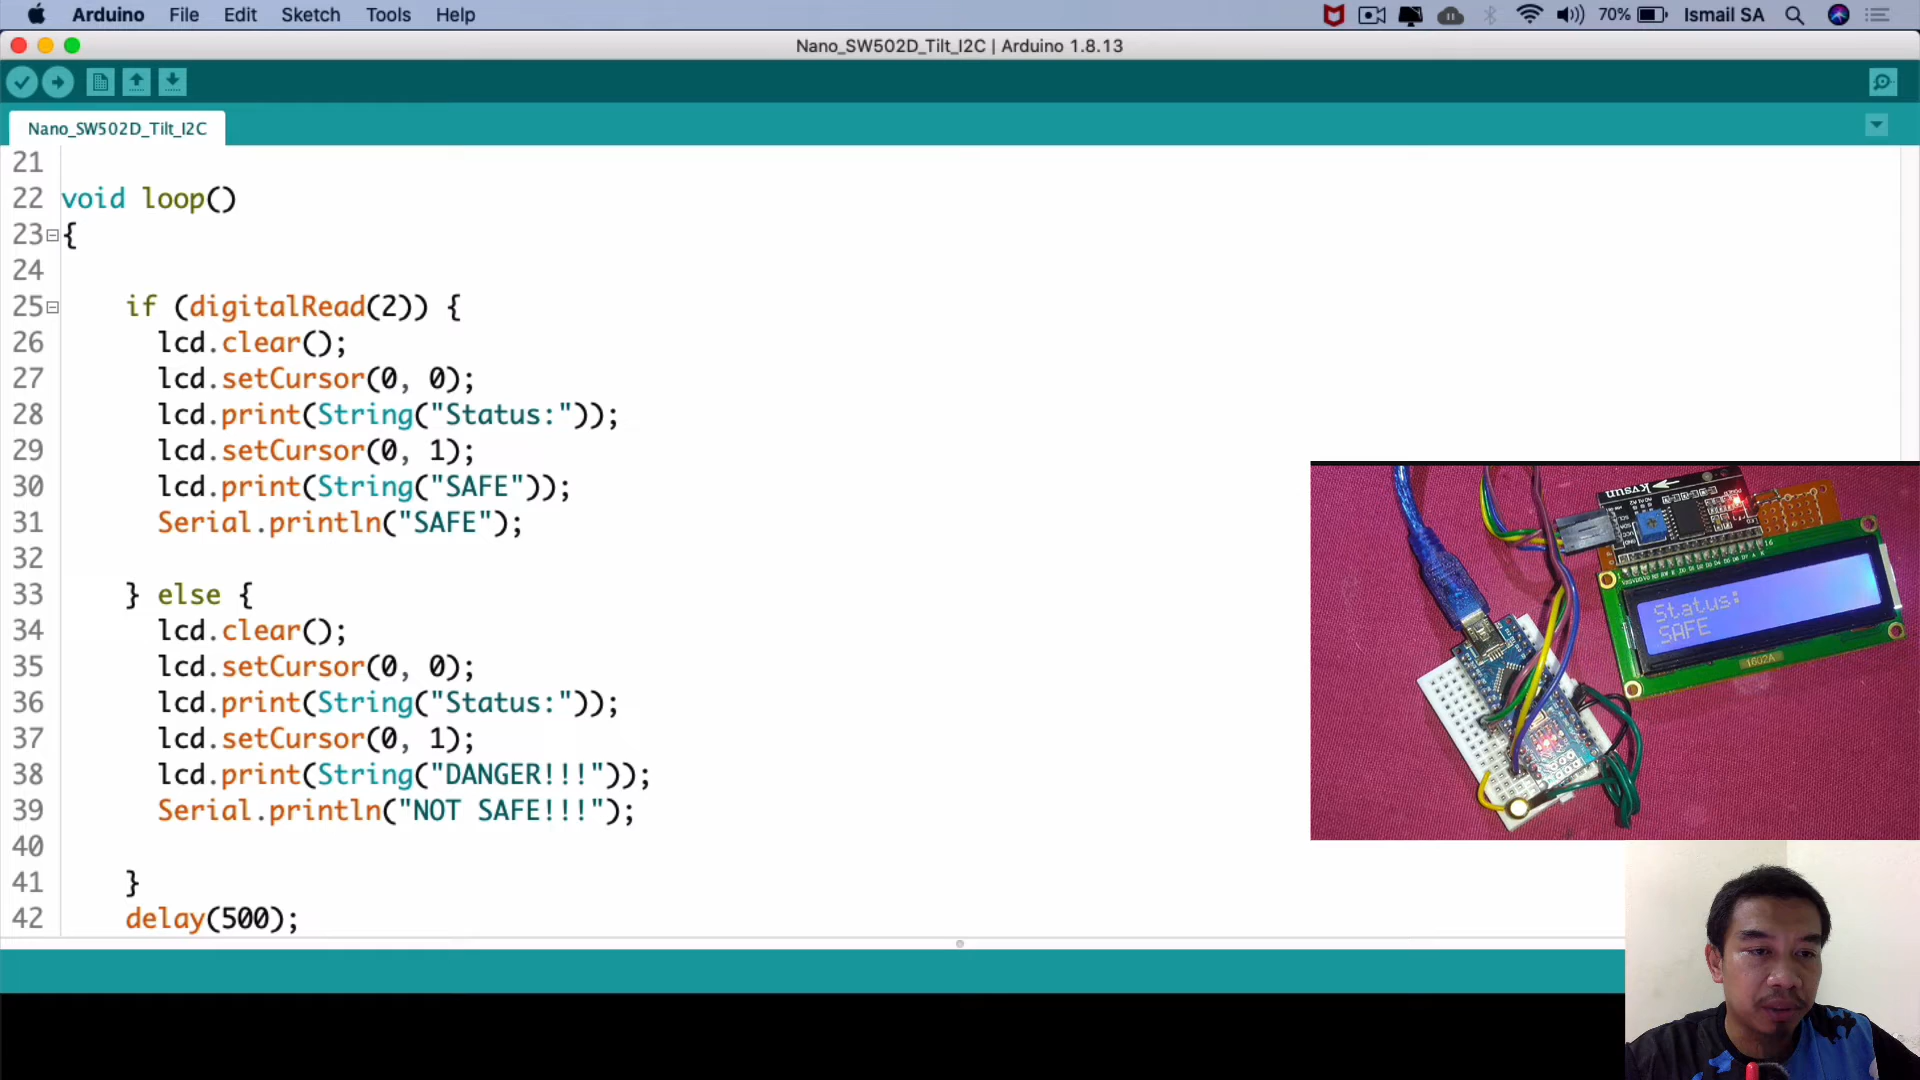 Arduino File Edit Sketch Tools Help 70% Ismail SA
Nano_SW502D_Tilt_I2C | Arduino 1.8.13
Nano_SW502D_Tilt_I2C
21
22 void loop()
23 {
24
25 if (digitalRead(2)) {
26 lcd.clear();
27 lcd.setCursor(0, 0);
28 lcd.print(String("Status:"));
29 lcd.setCursor(0, 1);
30 lcd.print(String("SAFE"));
31 Serial.println("SAFE");
32
33 } else {
34 lcd.clear();
35 lcd.setCursor(0, 0);
36 lcd.print(String("Status:"));
37 lcd.setCursor(0, 1);
38 lcd.print(String("DANGER!!!"));
39 Serial.println("NOT SAFE!!!");
40
41 }
42 delay(500);
kvsun
16
Status:
SAFE
1602A